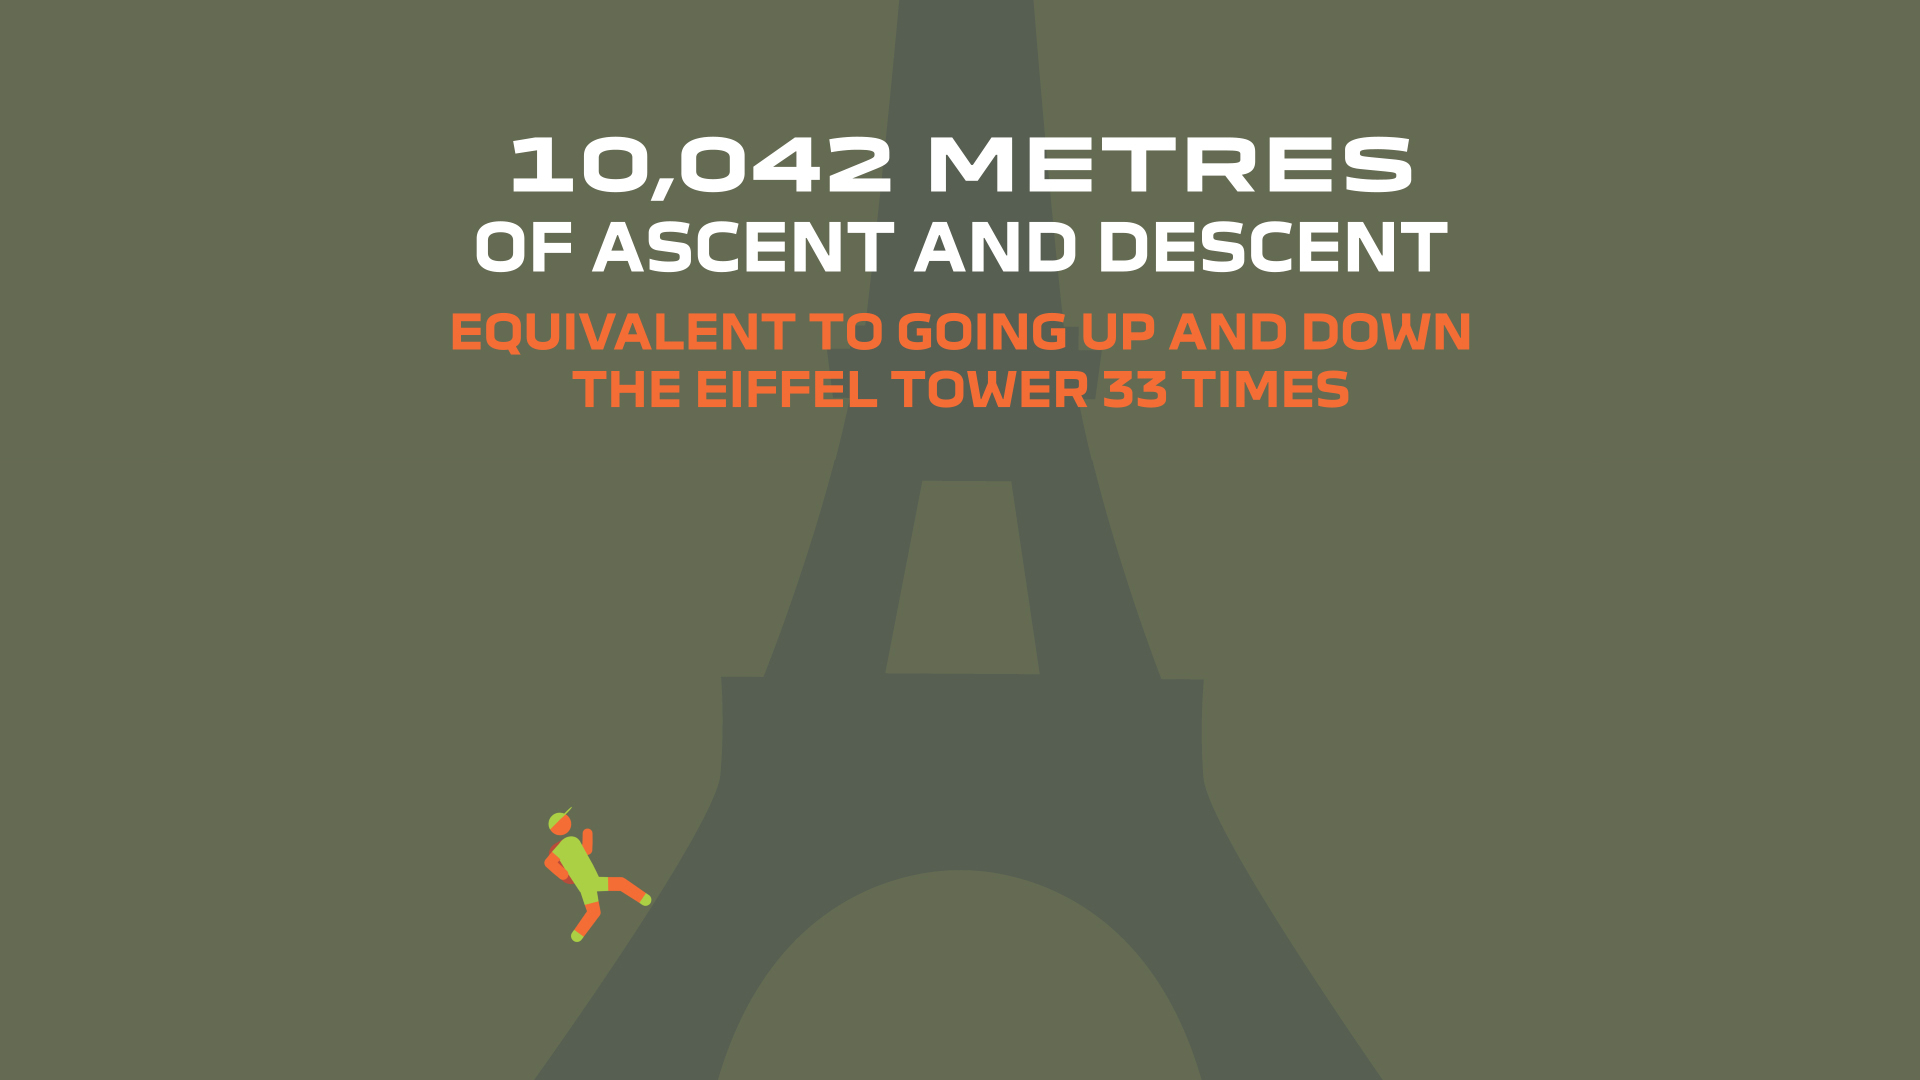 10,042 METRES
OF ASCENT AND DESCENT
EQUIVALENT TO GOING UP AND DOWN
THE EIFFEL TOWER 33 TIMES